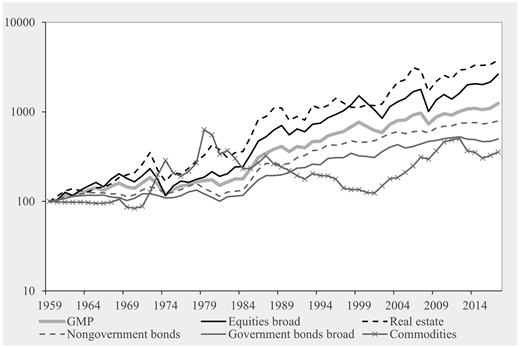 10000
1000
100
10
1959 1964 1969 1974 1979 1984 1989 1994 1999 2004 2009 2014
GMP Equities broad Real estate
Nongovernment bonds Government bonds broad Commodities